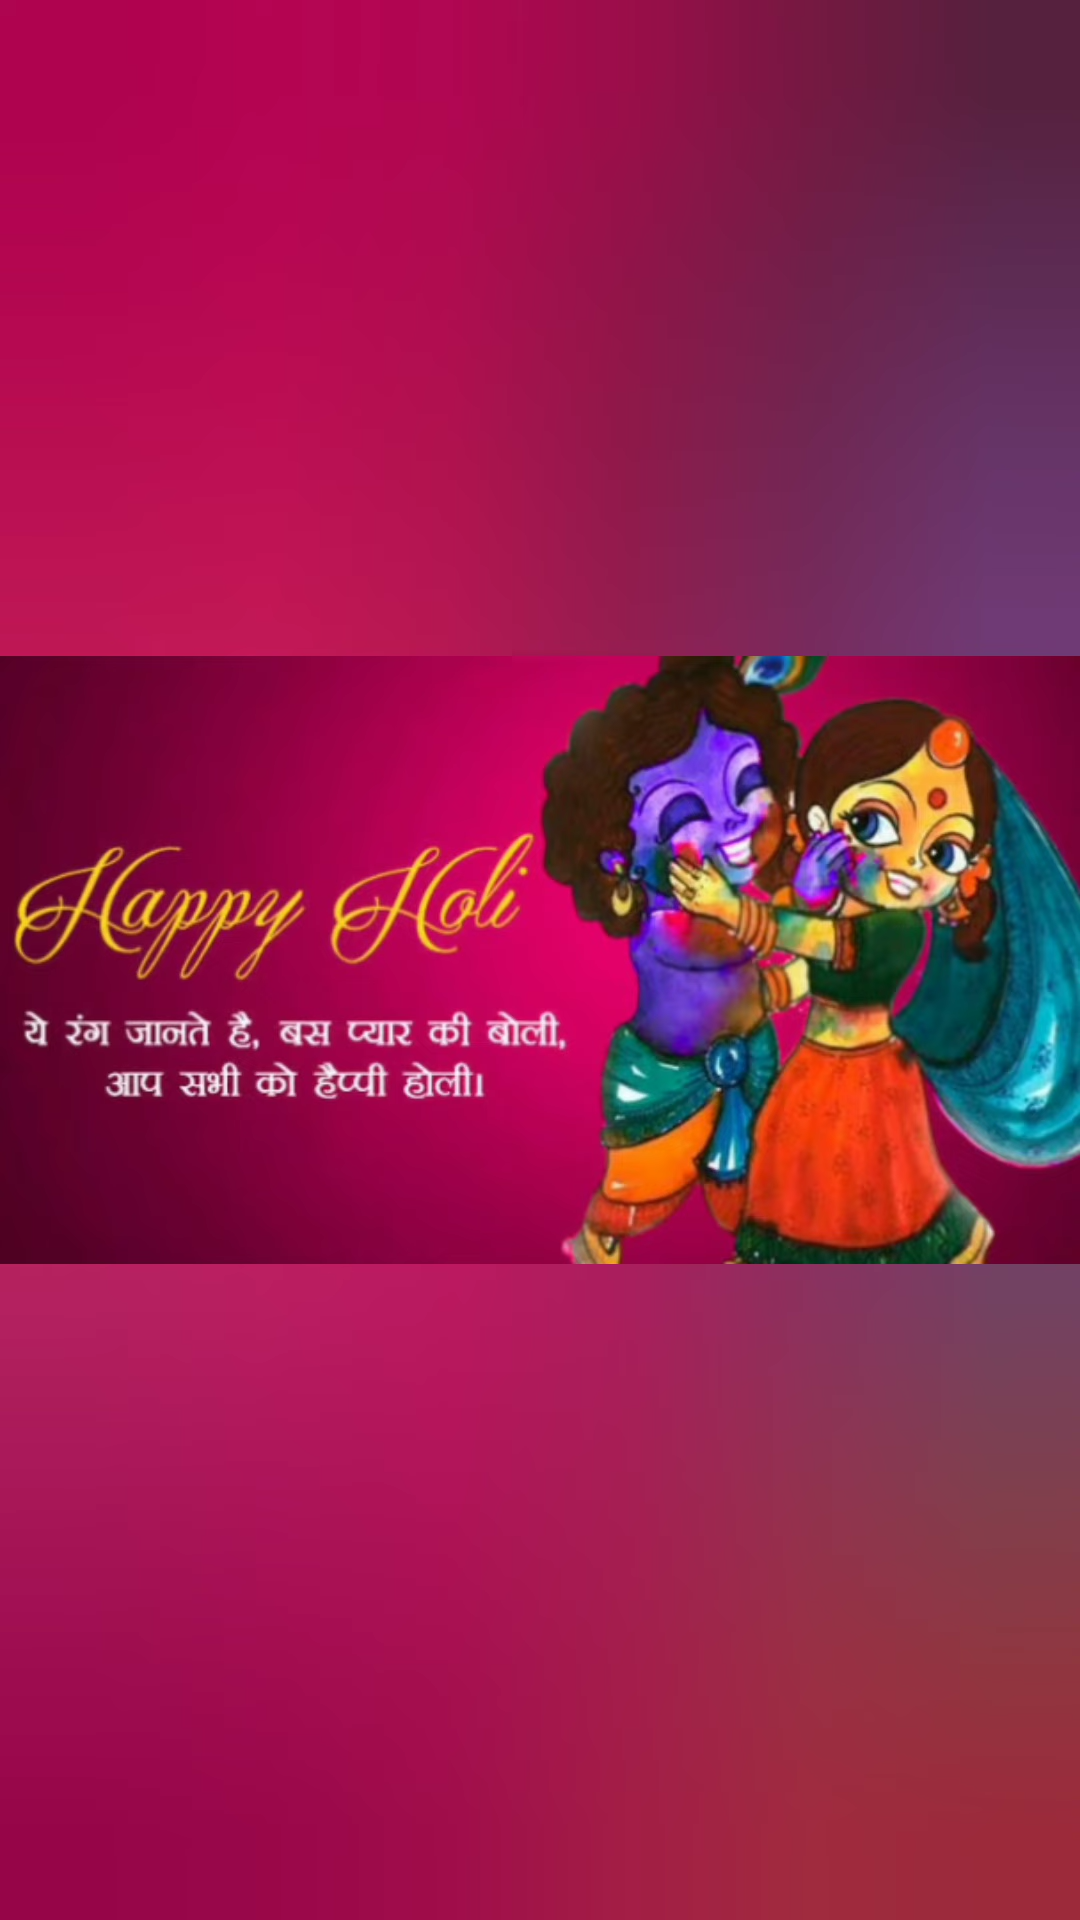 Happy Holi
ये रंग जानते है, बस प्यार की बोली,
आप सभी को हैप्पी होली।